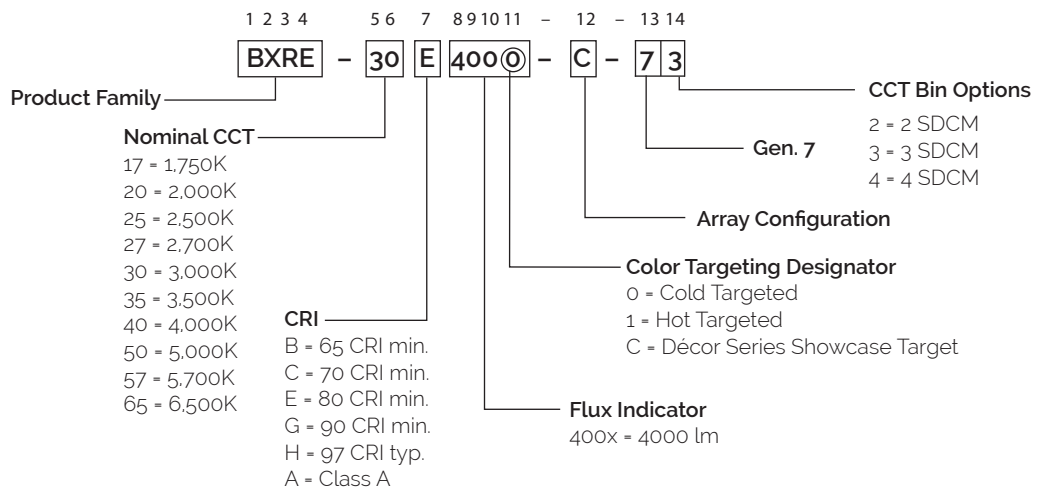 1 2 3 4 5 6 7 8 9 10 11 – 12 – 13 14
BXRE – 30 E 400 0 – C – 7 3
Product Family
Nominal CCT
17 = 1,750K
20 = 2,000K
25 = 2,500K
27 = 2,700K
30 = 3,000K
35 = 3,500K
40 = 4,000K
50 = 5,000K
57 = 5,700K
65 = 6,500K
CRI
B = 65 CRI min.
C = 70 CRI min.
E = 80 CRI min.
G = 90 CRI min.
H = 97 CRI typ.
A = Class A
Flux Indicator
400x = 4000 lm
Color Targeting Designator
0 = Cold Targeted
1 = Hot Targeted
C = Décor Series Showcase Target
Array Configuration
Gen. 7
CCT Bin Options
2 = 2 SDCM
3 = 3 SDCM
4 = 4 SDCM